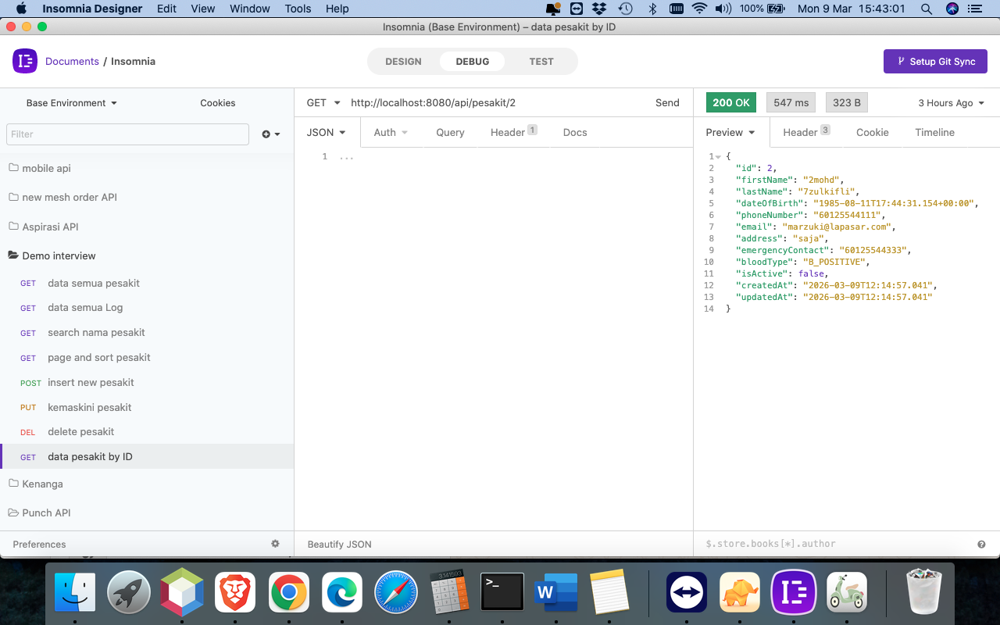 Insomnia Designer Edit View Window Tools Help 100% Mon 9 Mar 15:43:01
Insomnia (Base Environment) – data pesakit by ID
Documents / Insomnia
DESIGN DEBUG TEST
Setup Git Sync
Base Environment Cookies
Filter
mobile api
new mesh order API
Aspirasi API
Demo interview
GET data semua pesakit
GET data semua Log
GET search nama pesakit
GET page and sort pesakit
POST insert new pesakit
PUT kemaskini pesakit
DEL delete pesakit
GET data pesakit by ID
Kenanga
Punch API
Preferences
GET http://localhost:8080/api/pesakit/2 Send
JSON Auth Query Header 1 Docs
1 ...
Beautify JSON
200 OK 547 ms 323 B 3 Hours Ago
Preview Header 3 Cookie Timeline
1 {
2 "id": 2,
3 "firstName": "2mohd",
4 "lastName": "7zulkifli",
5 "dateOfBirth": "1985-08-11T17:44:31.154+00:00",
6 "phoneNumber": "60125544111",
7 "email": "marzuki@lapasar.com",
8 "address": "saja",
9 "emergencyContact": "60125544333",
10 "bloodType": "B_POSITIVE",
11 "isActive": false,
12 "createdAt": "2026-03-09T12:14:57.041",
13 "updatedAt": "2026-03-09T12:14:57.041"
14 }
$.store.books[*].author
3.141593
>_
W